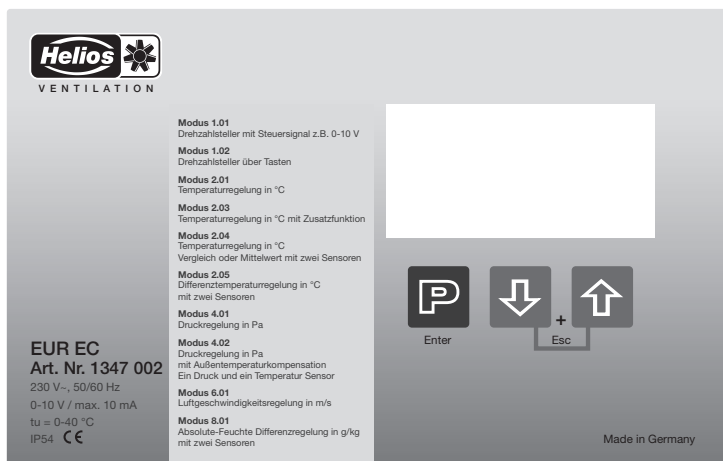 Helios
VENTILATION
Modus 1.01
Drehzahlsteller mit Steuersignal z.B. 0-10 V
Modus 1.02
Drehzahlsteller über Tasten
Modus 2.01
Temperaturregelung in °C
Modus 2.03
Temperaturregelung in °C mit Zusatzfunktion
Modus 2.04
Temperaturregelung in °C
Vergleich oder Mittelwert mit zwei Sensoren
Modus 2.05
Differenztemperaturregelung in °C
mit zwei Sensoren
Modus 4.01
Druckregelung in Pa
Modus 4.02
Druckregelung in Pa
mit Außentemperaturkompensation
Ein Druck und ein Temperatur Sensor
Modus 6.01
Luftgeschwindigkeitsregelung in m/s
Modus 8.01
Absolute-Feuchte Differenzregelung in g/kg
mit zwei Sensoren
EUR EC
Art. Nr. 1347 002
230 V~, 50/60 Hz
0-10 V / max. 10 mA
tu = 0-40 °C
IP54 CE
P
Enter
+
Esc
Made in Germany